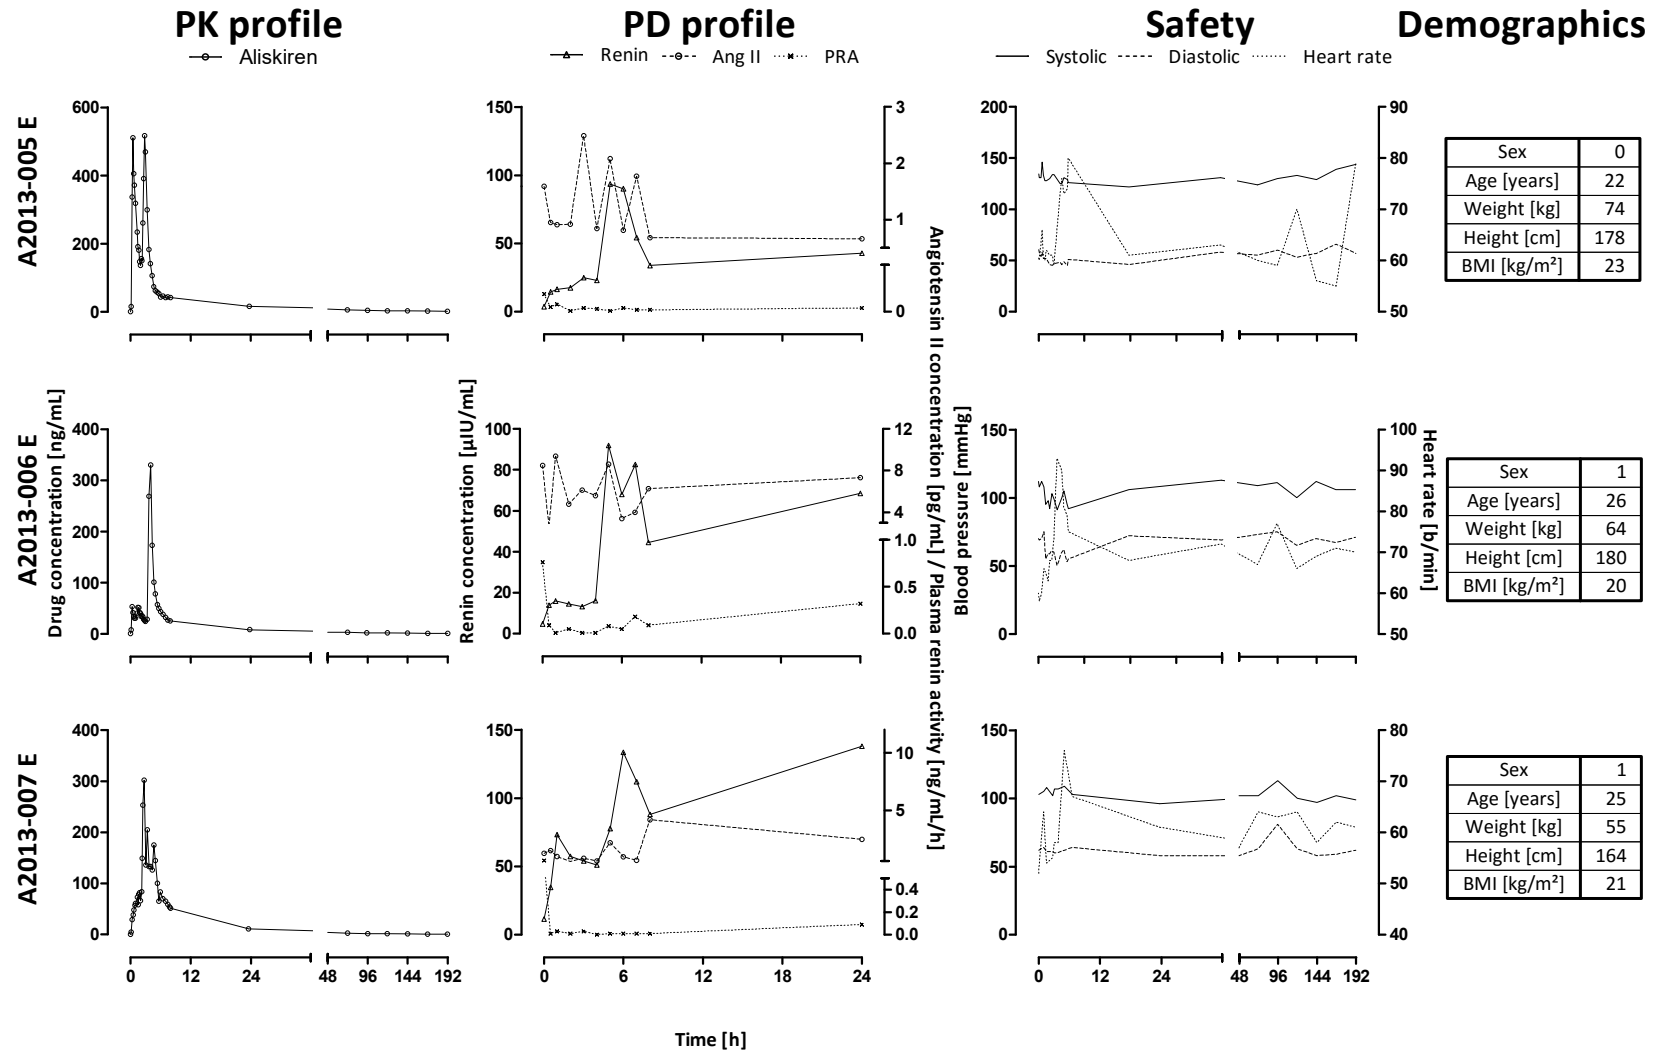 PK profile
PD profile
Safety
Demographics
Aliskiren
Renin Ang II PRA
Systolic Diastolic Heart rate
A2013-005 E
600
400
200
0
150
100
50
0
3
2
1
0
200
150
100
50
0
90
80
70
60
50
Sex 0
Age [years] 22
Weight [kg] 74
Height [cm] 178
BMI [kg/m²] 23
A2013-006 E
Drug concentration [ng/mL]
400
300
200
100
0
Renin concentration [µIU/mL]
100
80
60
40
20
0
12
8
4
1.0
0.5
0.0
Angiotensin II concentration [pg/mL] / Plasma renin activity [ng/mL/h]
Blood pressure [mmHg]
150
100
50
0
100
90
80
70
60
50
Heart rate [b/min]
Sex 1
Age [years] 26
Weight [kg] 64
Height [cm] 180
BMI [kg/m²] 20
A2013-007 E
400
300
200
100
0
0 12 24 48 96 144 192
150
100
50
0
10
5
0.4
0.2
0.0
0 6 12 18 24
150
100
50
0
80
70
60
50
40
0 12 24 48 96 144 192
Sex 1
Age [years] 25
Weight [kg] 55
Height [cm] 164
BMI [kg/m²] 21
Time [h]